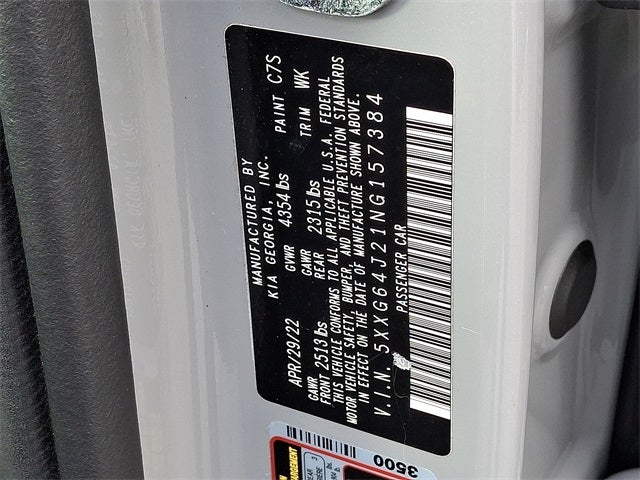 MANUFACTURED BY
KIA GEORGIA, INC.
APR/29/22 GVWR 4354 lbs PAINT C7S
GAWR GAWR TRIM WK
FRONT 2513 lbs REAR 2315 lbs
THIS VEHICLE CONFORMS TO ALL APPLICABLE U.S.A. FEDERAL
MOTOR VEHICLE SAFETY, BUMPER, AND THEFT PREVENTION STANDARDS
IN EFFECT ON THE DATE OF MANUFACTURE SHOWN ABOVE.
V.I.N. 5XXG64J21NG157384
PASSENGER CAR
3500